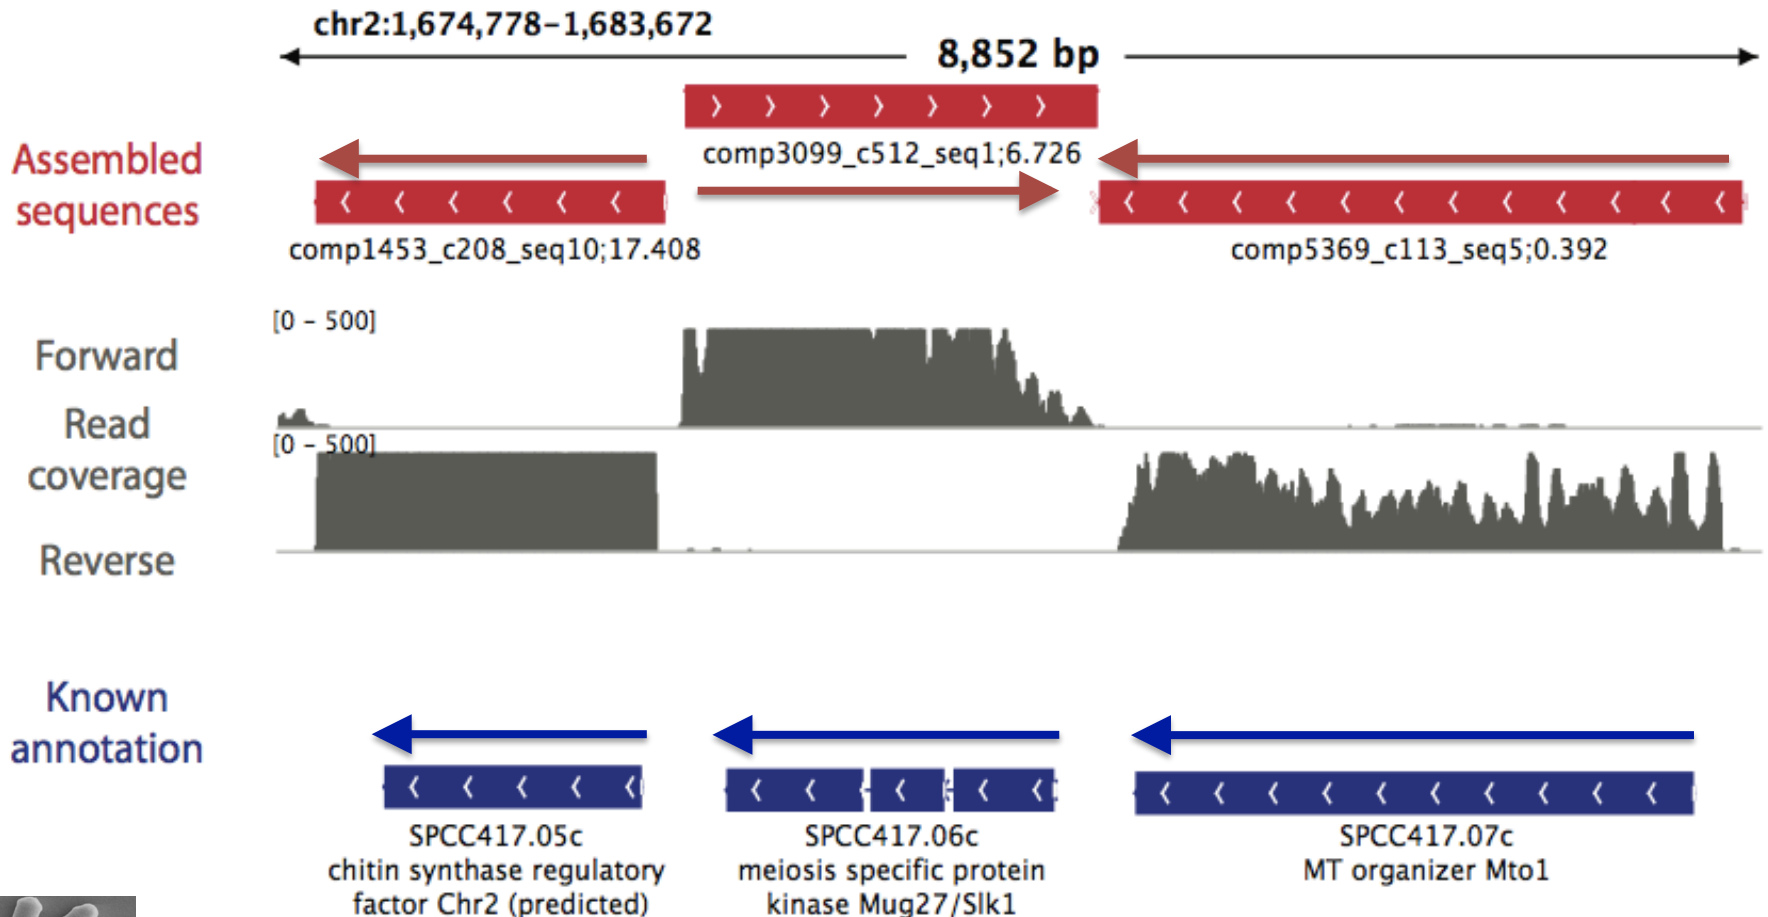 chr2:1,674,778–1,683,672
8,852 bp
Assembled
sequences
comp3099_c512_seq1;6.726
comp1453_c208_seq10;17.408
comp5369_c113_seq5;0.392
[0 – 500]
Forward
Read
coverage
[0 – 500]
Reverse
Known
annotation
SPCC417.05c
chitin synthase regulatory
factor Chr2 (predicted)
SPCC417.06c
meiosis specific protein
kinase Mug27/Slk1
SPCC417.07c
MT organizer Mto1